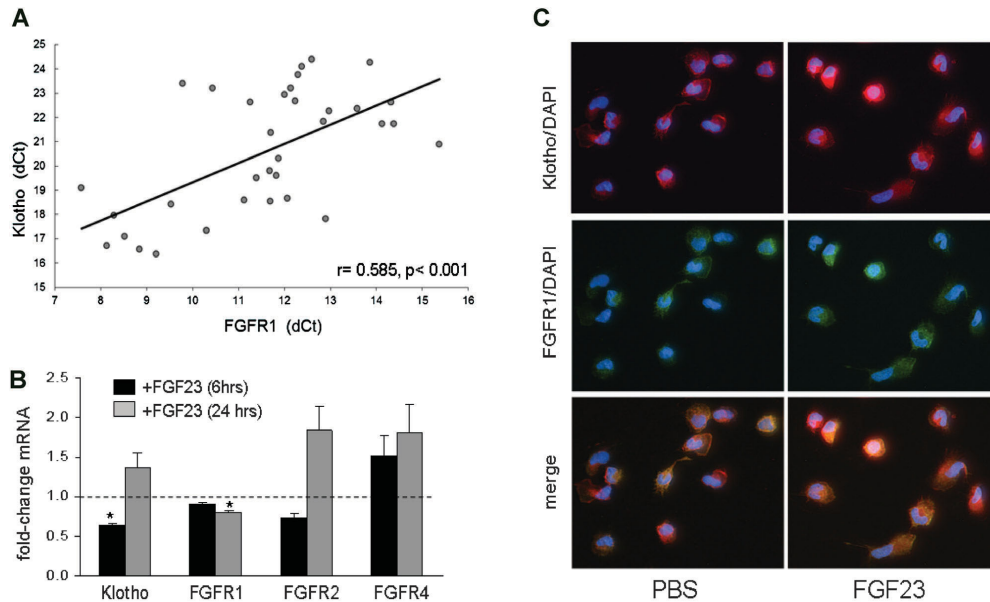 A
Klotho (dCt)
25
24
23
22
21
20
19
18
17
16
15
r= 0.585, p< 0.001
7 8 9 10 11 12 13 14 15 16
FGFR1 (dCt)
B
fold-change mRNA
2.5
2.0
1.5
1.0
0.5
0.0
+FGF23 (6hrs)
+FGF23 (24 hrs)
*
*
Klotho FGFR1 FGFR2 FGFR4
C
Klotho/DAPI
FGFR1/DAPI
merge
PBS FGF23